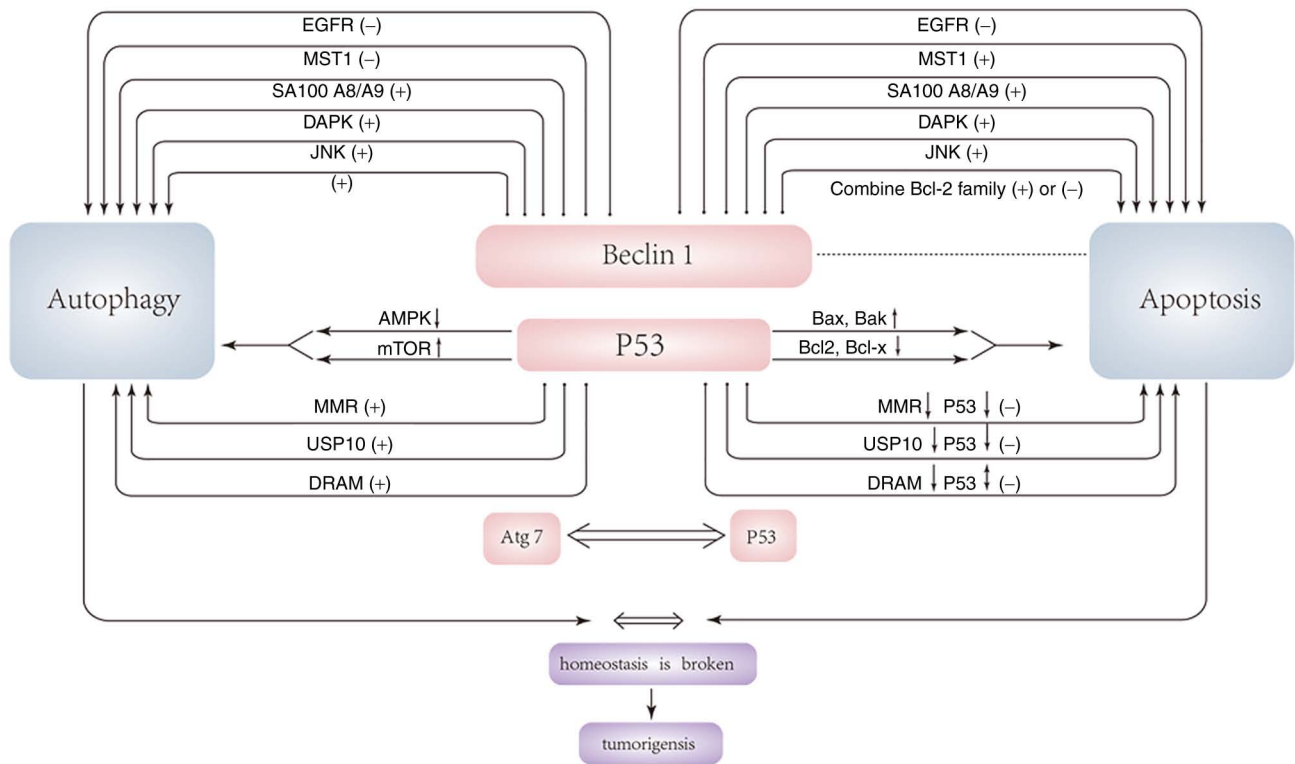 EGFR (−)
MST1 (−)
SA100 A8/A9 (+)
DAPK (+)
JNK (+)
(+)
EGFR (−)
MST1 (+)
SA100 A8/A9 (+)
DAPK (+)
JNK (+)
Combine Bcl-2 family (+) or (−)
Autophagy
Beclin 1
Apoptosis
AMPK↓
mTOR↑
P53
Bax, Bak↑
Bcl2, Bcl-x ↓
MMR (+)
USP10 (+)
DRAM (+)
MMR↓ P53 ↓ (−)
USP10 ↓ P53 ↓ (−)
DRAM ↓ P53 ↕ (−)
Atg 7
P53
homeostasis is broken
tumorigensis